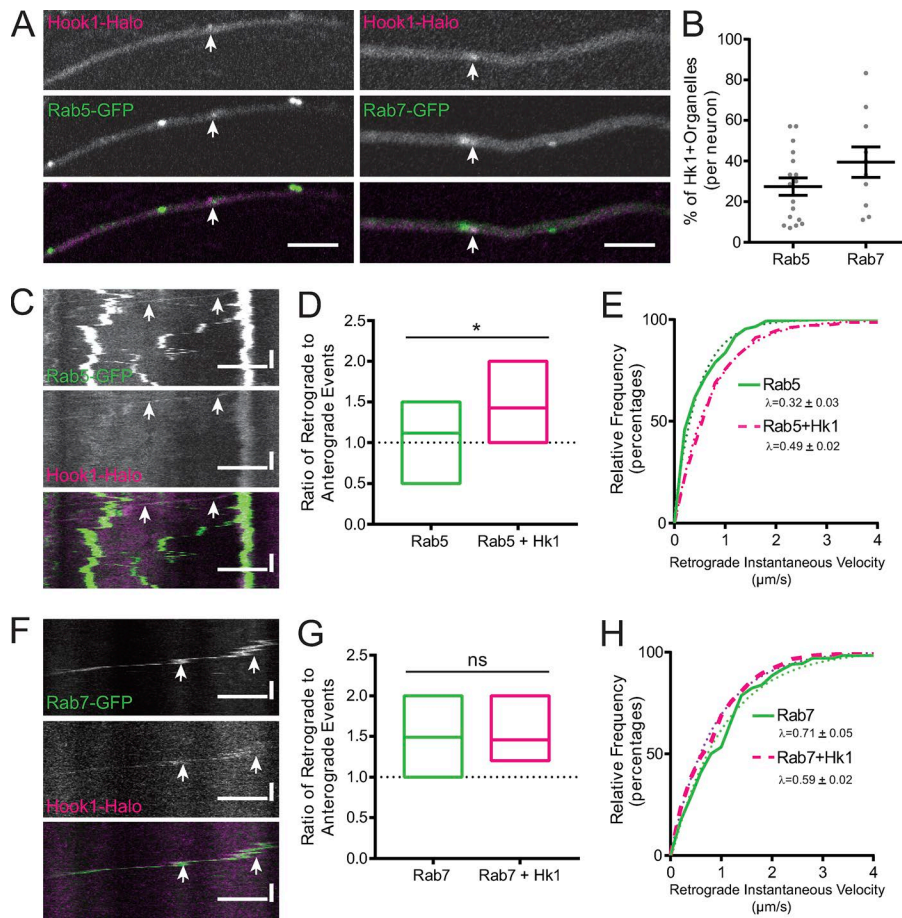 A
Hook1-Halo
Hook1-Halo
Rab5-GFP
Rab7-GFP
B
% of Hk1+Organelles
(per neuron)
100
80
60
40
20
0
Rab5
Rab7
C
Rab5-GFP
Hook1-Halo
D
Ratio of Retrograde to
Anterograde Events
2.5
2.0
1.5
1.0
0.5
0.0
*
Rab5
Rab5 + Hk1
E
Relative Frequency
(percentages)
100
50
0
Rab5
λ=0.32 ± 0.03
Rab5+Hk1
λ=0.49 ± 0.02
0
1
2
3
4
Retrograde Instantaneous Velocity
(μm/s)
F
Rab7-GFP
Hook1-Halo
G
Ratio of Retrograde to
Anterograde Events
2.5
2.0
1.5
1.0
0.5
0.0
ns
Rab7
Rab7 + Hk1
H
Relative Frequency
(percentages)
100
50
0
Rab7
λ=0.71 ± 0.05
Rab7+Hk1
λ=0.59 ± 0.02
0
1
2
3
4
Retrograde Instantaneous Velocity
(μm/s)